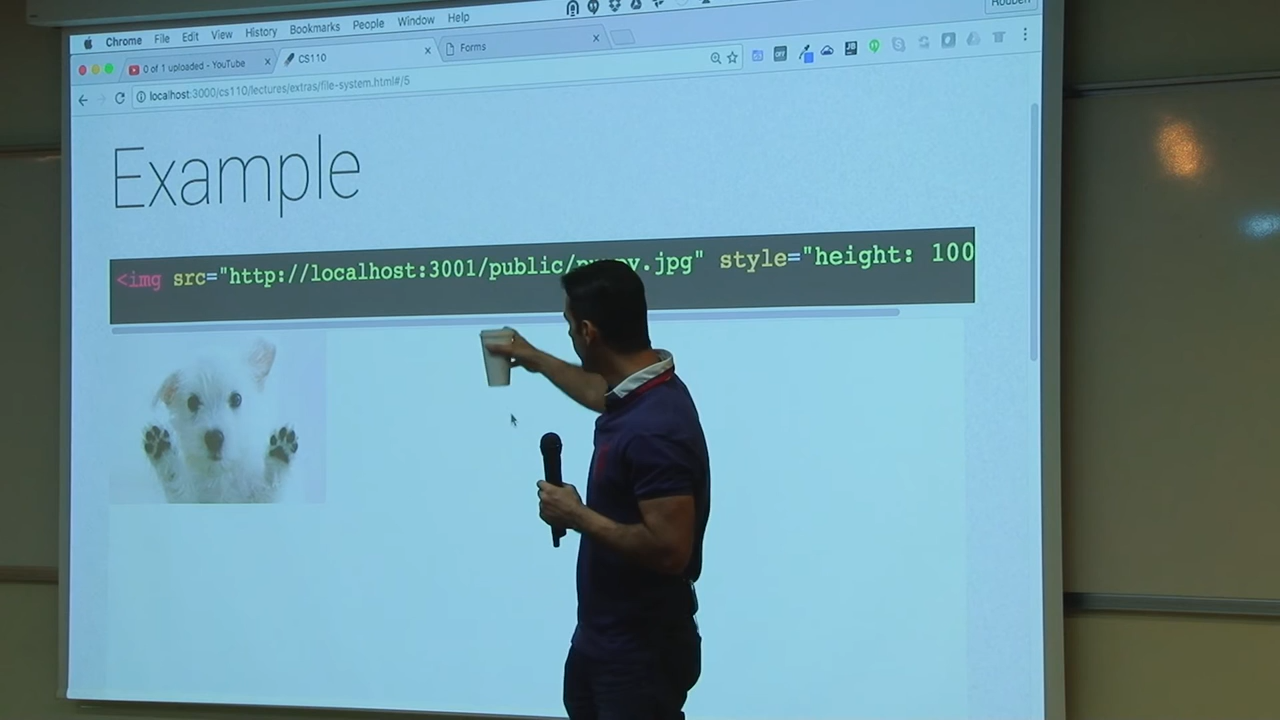 Chrome File Edit View History Bookmarks People Window Help
0 of 1 uploaded - YouTube CS110 Forms
localhost:3000/cs110/lectures/extras/file-system.html#/5
Example
<img src="http://localhost:3001/public/puppy.jpg" style="height: 100